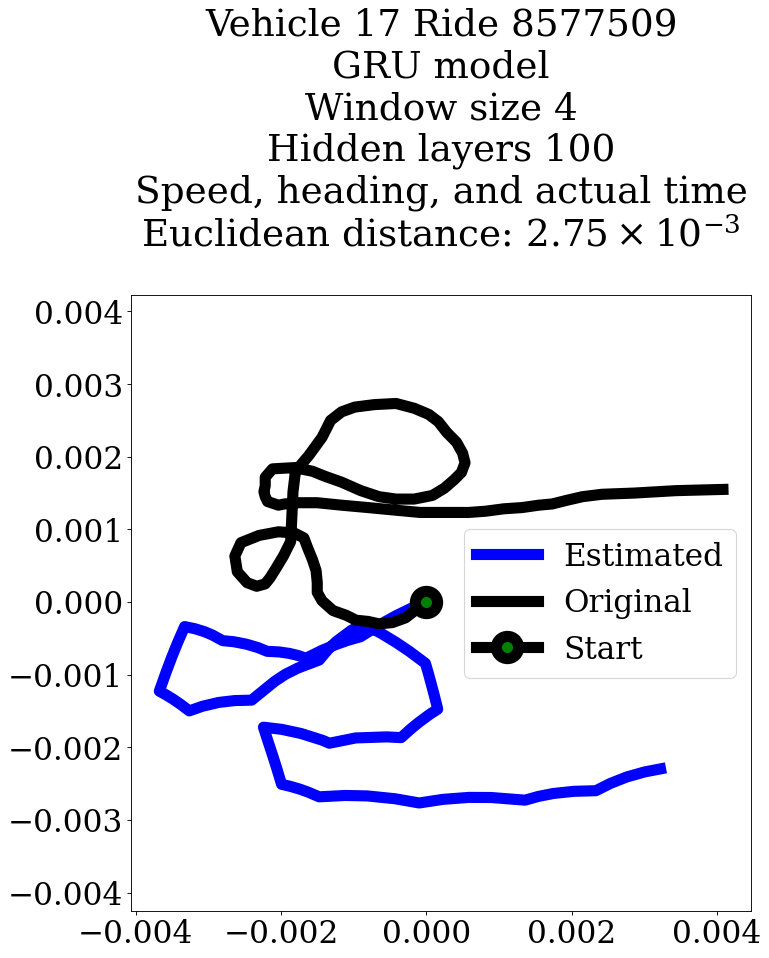 Vehicle 17 Ride 8577509
GRU model
Window size 4
Hidden layers 100
Speed, heading, and actual time
Euclidean distance: 2.75 × 10⁻³
0.004
0.003
0.002
0.001
0.000
−0.001
−0.002
−0.003
−0.004
Estimated
Original
Start
−0.004 −0.002 0.000 0.002 0.004